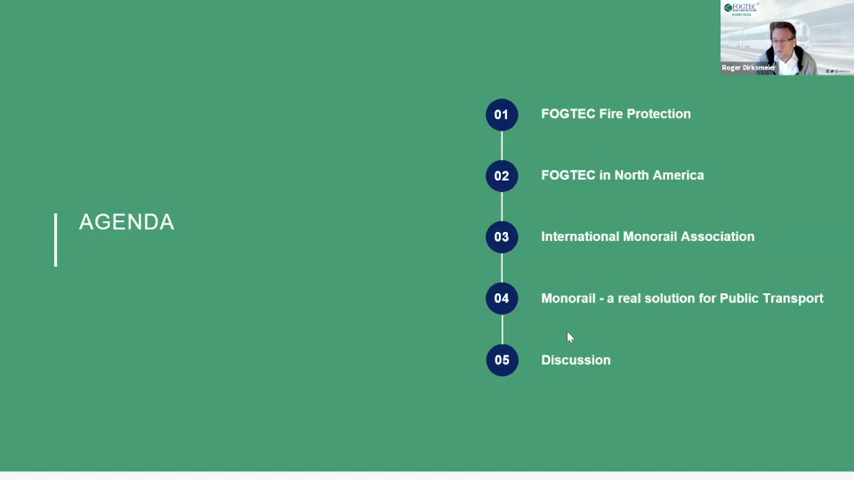 FOGTEC
Roger Dirksmeier
AGENDA
01 FOGTEC Fire Protection
02 FOGTEC in North America
03 International Monorail Association
04 Monorail - a real solution for Public Transport
05 Discussion